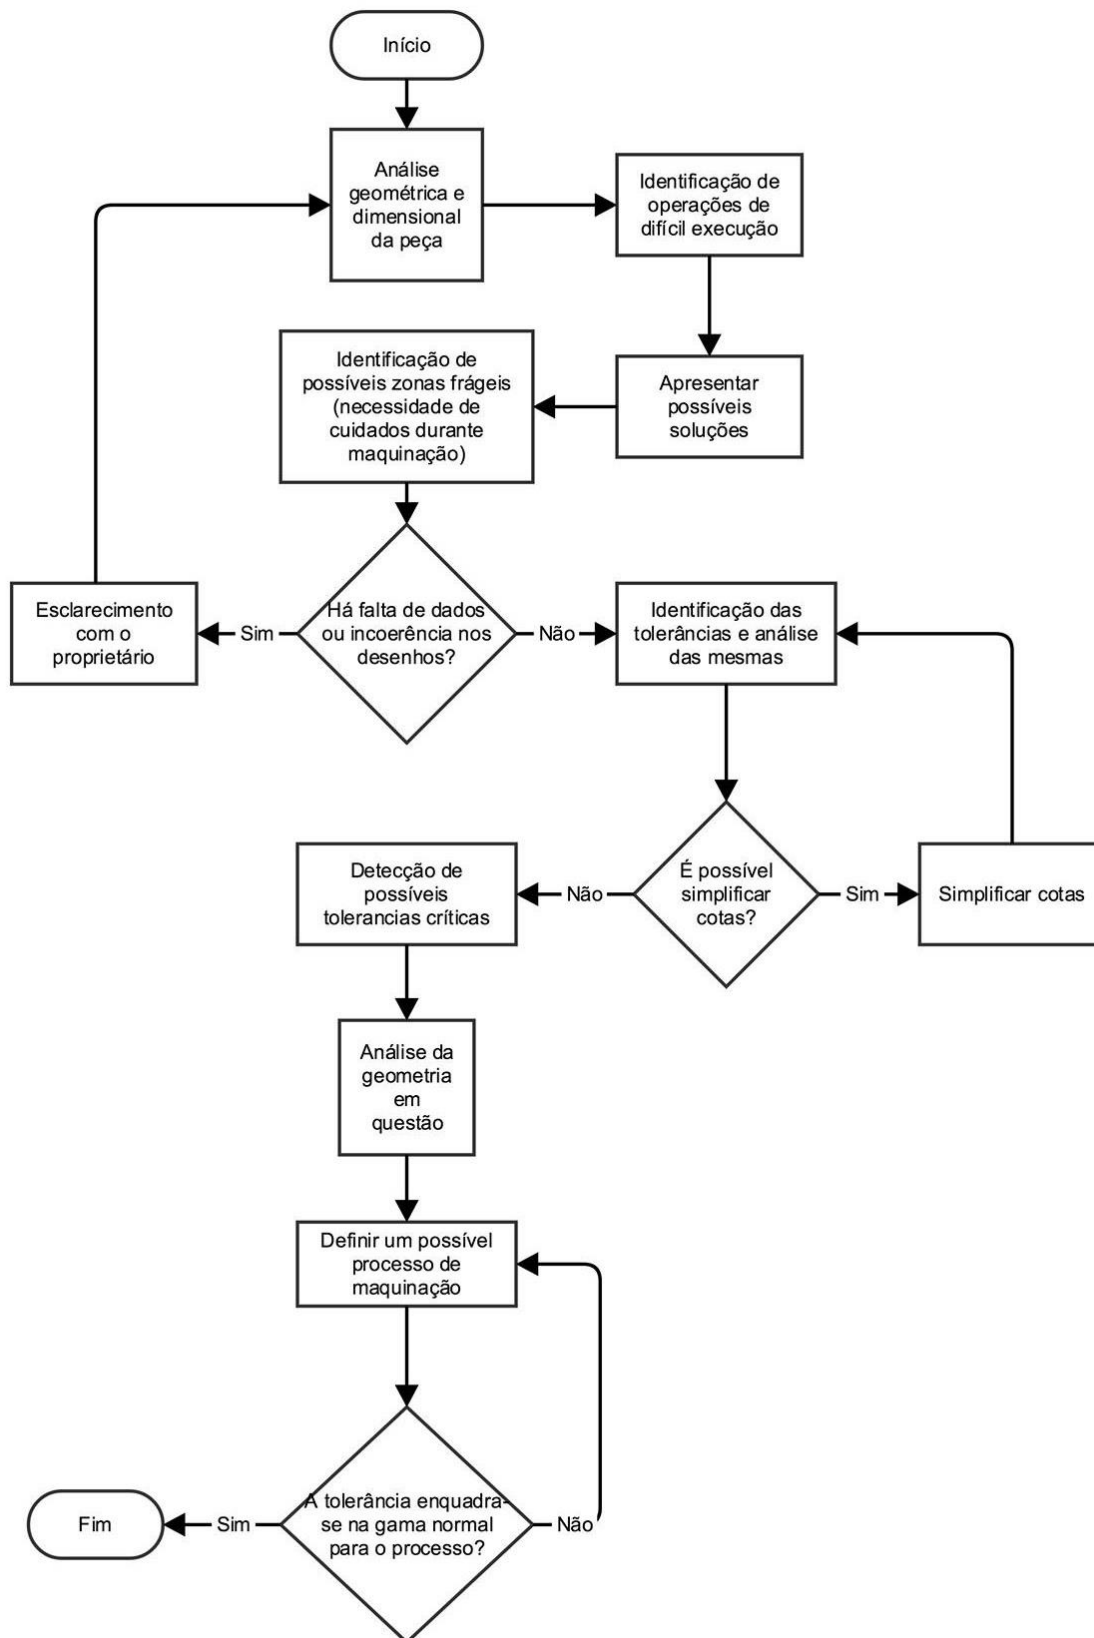 Início
Análise
geométrica e
dimensional
da peça
Identificação de
operações de
difícil execução
Identificação de
possíveis zonas frágeis
(necessidade de
cuidados durante
maquinação)
Apresentar
possíveis
soluções
Esclarecimento
com o
proprietário
Sim
Há falta de dados
ou incoerência nos
desenhos?
Não
Identificação das
tolerâncias e análise
das mesmas
Detecção de
possíveis
tolerancias críticas
Não
É possível
simplificar
cotas?
Sim
Simplificar cotas
Análise da
geometria
em
questão
Definir um possível
processo de
maquinação
Fim
Sim
A tolerância enquadra-
se na gama normal
para o processo?
Não